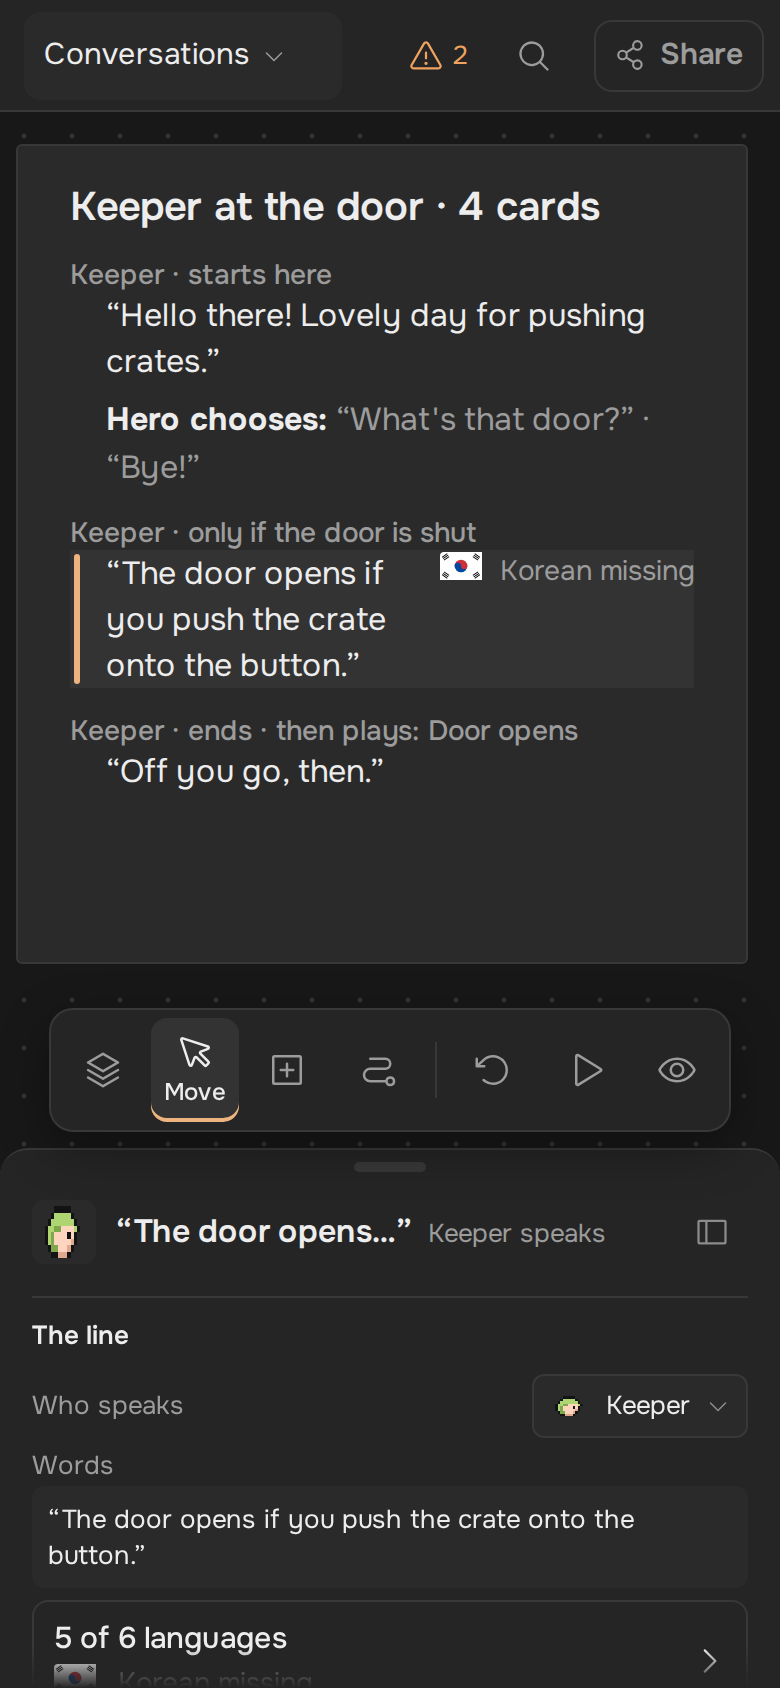 Conversations
2
Share
Keeper at the door · 4 cards
Keeper · starts here
“Hello there! Lovely day for pushing
crates.”
Hero chooses: “What's that door?” ·
“Bye!”
Keeper · only if the door is shut
“The door opens if
you push the crate
onto the button.”
Korean missing
Keeper · ends · then plays: Door opens
“Off you go, then.”
Move
“The door opens...” Keeper speaks
The line
Who speaks
Keeper
Words
“The door opens if you push the crate onto the
button.”
5 of 6 languages
Korean missing